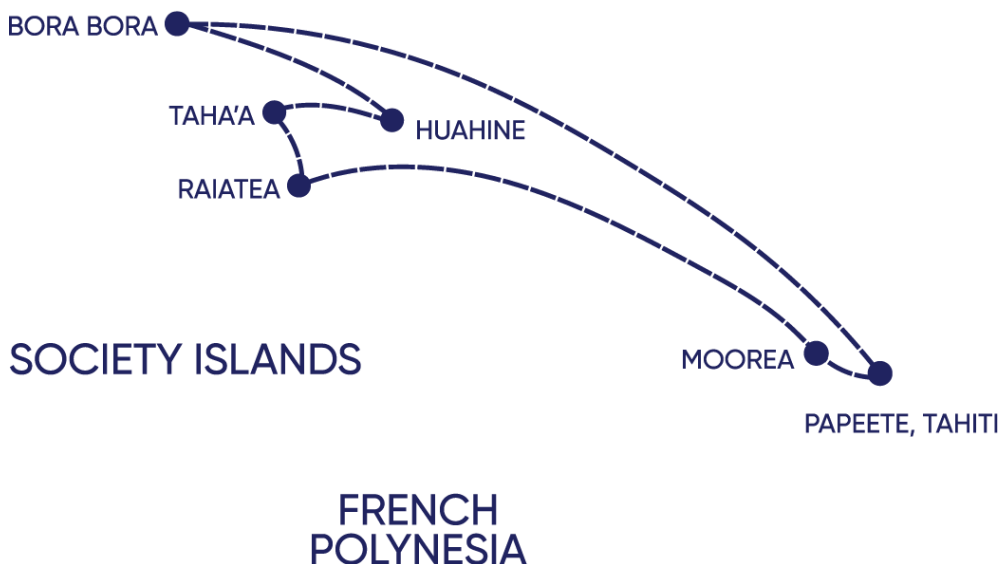 BORA BORA
TAHA’A
HUAHINE
RAIATEA
SOCIETY ISLANDS
MOOREA
PAPEETE, TAHITI
FRENCH
POLYNESIA